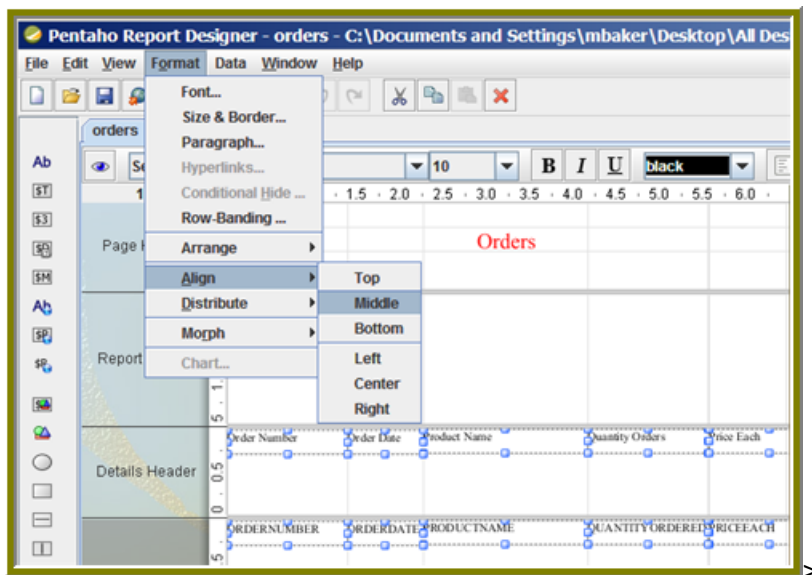 Pentaho Report Designer - orders - C:\Documents and Settings\mbaker\Desktop\All Des
File Edit View Format Data Window Help
Font...
Size & Border...
Paragraph...
Hyperlinks...
Conditional Hide ...
Row-Banding ...
Arrange
Align
Distribute
Morph
Chart...
Top
Middle
Bottom
Left
Center
Right
orders
Se 10 B I U black
1 1.5 2.0 2.5 3.0 3.5 4.0 4.5 5.0 5.5 6.0
Ab
$T
$3
$M
Ab
Page H
Orders
Report
Details Header
Order Number Order Date Product Name Quantity Orders Price Each
ORDERNUMBER ORDERDATE PRODUCTNAME QUANTITYORDERED PRICEEACH